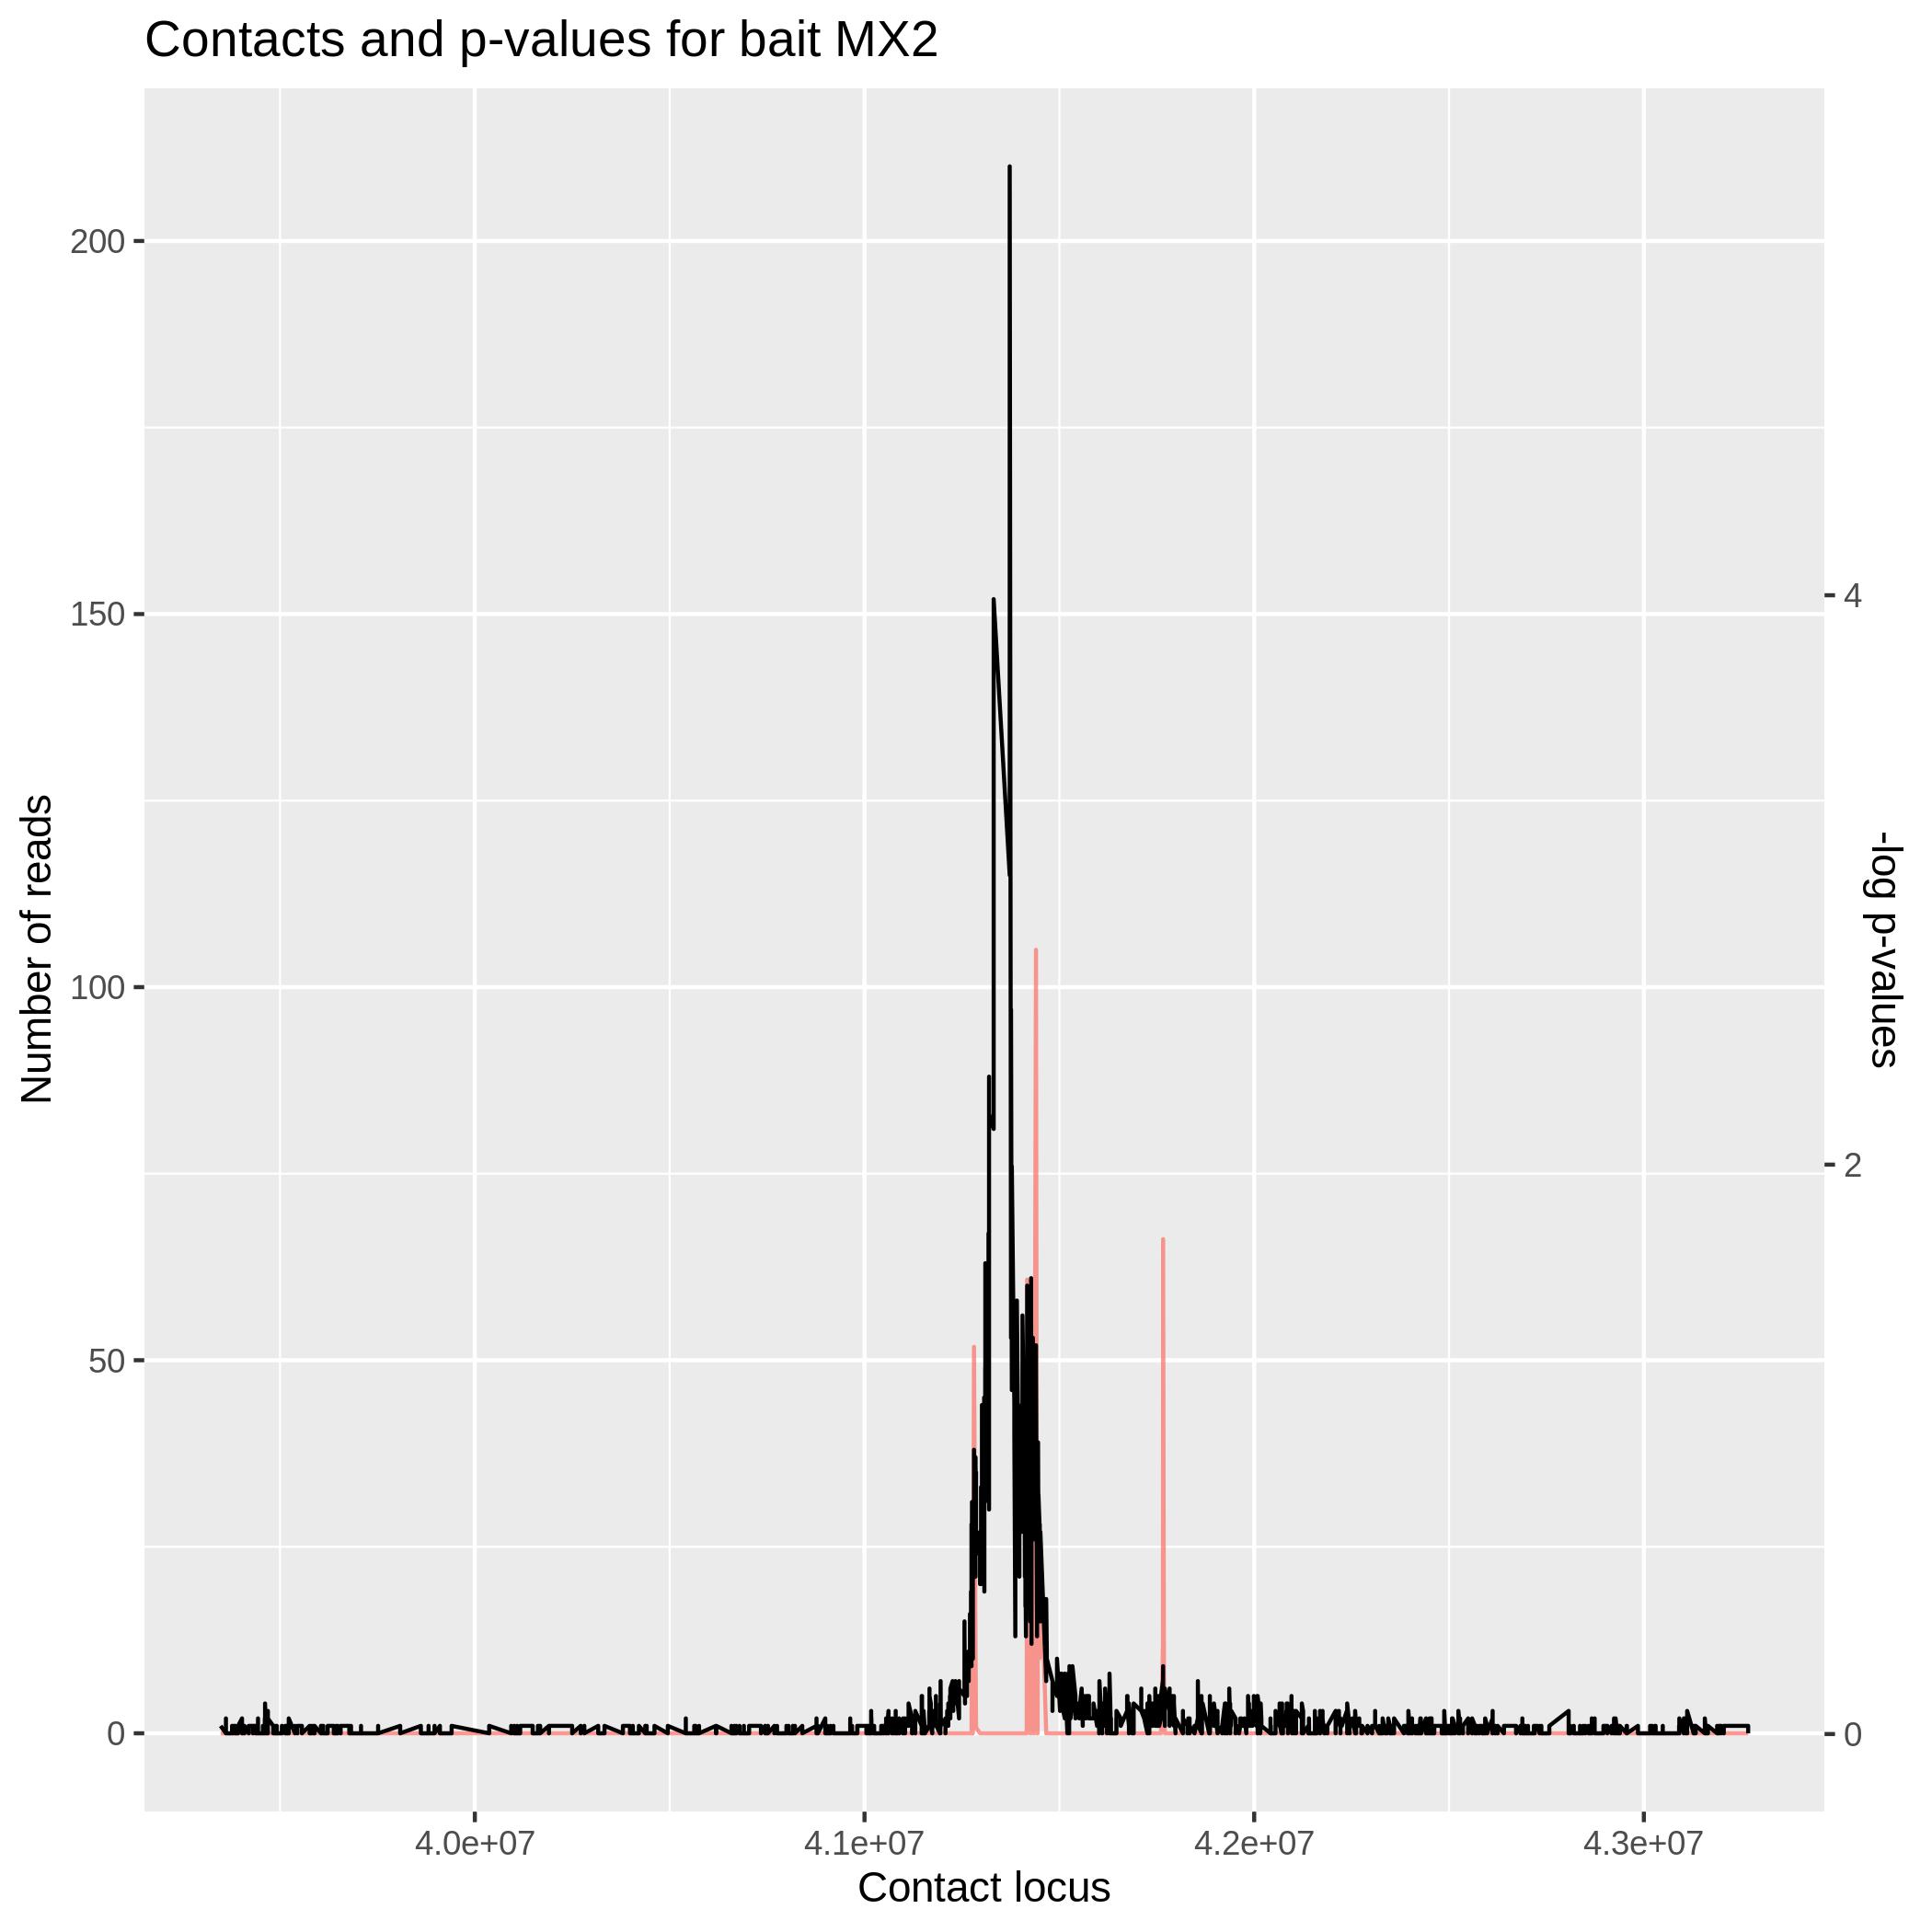 Contacts and p-values for bait MX2
200
150
100
50
0
Number of reads
4
2
0
-log p-values
4.0e+07
4.1e+07
4.2e+07
4.3e+07
Contact locus